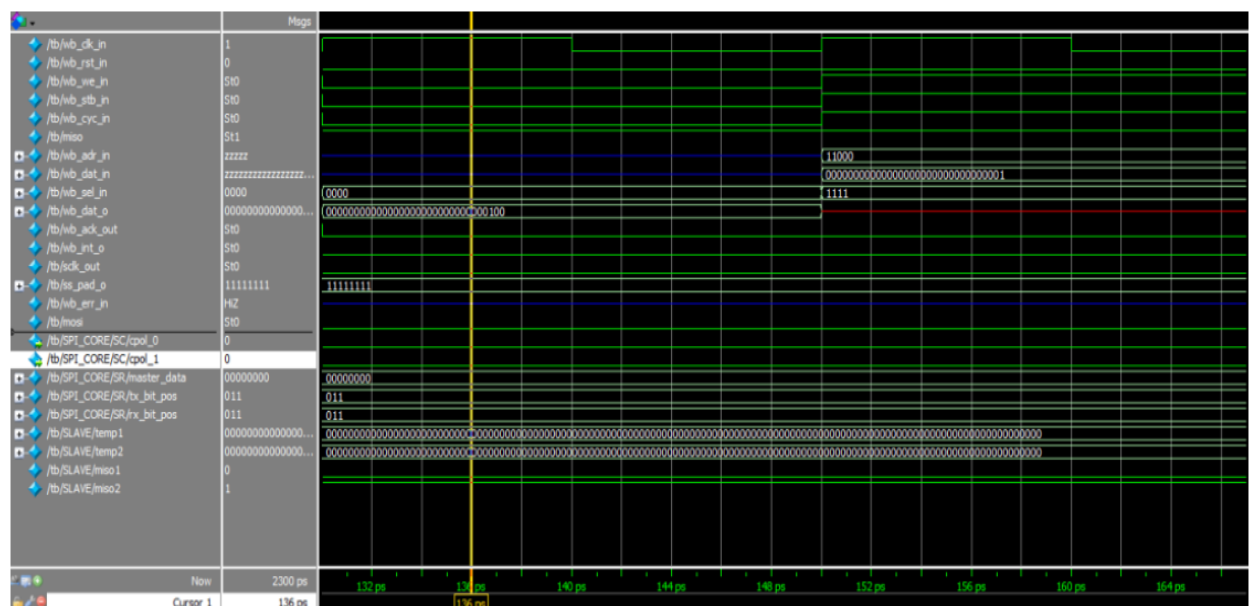 Msgs
/tb/wb_clk_in 1
/tb/wb_rst_in 0
/tb/wb_we_in St0
/tb/wb_stb_in St0
/tb/wb_cyc_in St0
/tb/miso St1
/tb/wb_adr_in zzzzz 11000
/tb/wb_dat_in zzzzzzzzzzzzzzzz... 00000000000000000000000000000001
/tb/wb_sel_in 0000 0000 1111
/tb/wb_dat_o 00000000000000... 00000000000000000000000000000100
/tb/wb_ack_out St0
/tb/wb_int_o St0
/tb/sclk_out St0
/tb/ss_pad_o 11111111 11111111
/tb/wb_err_in HiZ
/tb/mosi St0
/tb/SPI_CORE/SC/cpol_0 0
/tb/SPI_CORE/SC/cpol_1 0
/tb/SPI_CORE/SR/master_data 00000000 00000000
/tb/SPI_CORE/SR/tx_bit_pos 011 011
/tb/SPI_CORE/SR/rx_bit_pos 011 011
/tb/SLAVE/temp1 00000000000000...
/tb/SLAVE/temp2 00000000000000...
/tb/SLAVE/miso1 0
/tb/SLAVE/miso2 1
Now 2300 ps 132 ps 136 ps 140 ps 144 ps 148 ps 152 ps 156 ps 160 ps 164 ps
Cursor 1 136 ps 136 ps